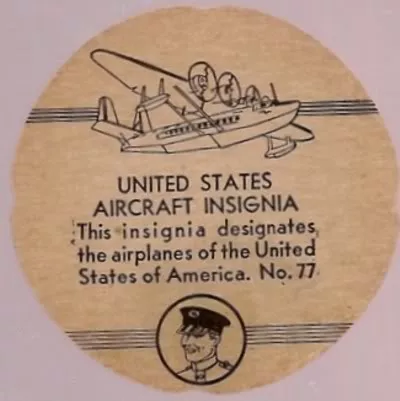 UNITED STATES
AIRCRAFT INSIGNIA
This insignia designates
the airplanes of the United
States of America. No. 77